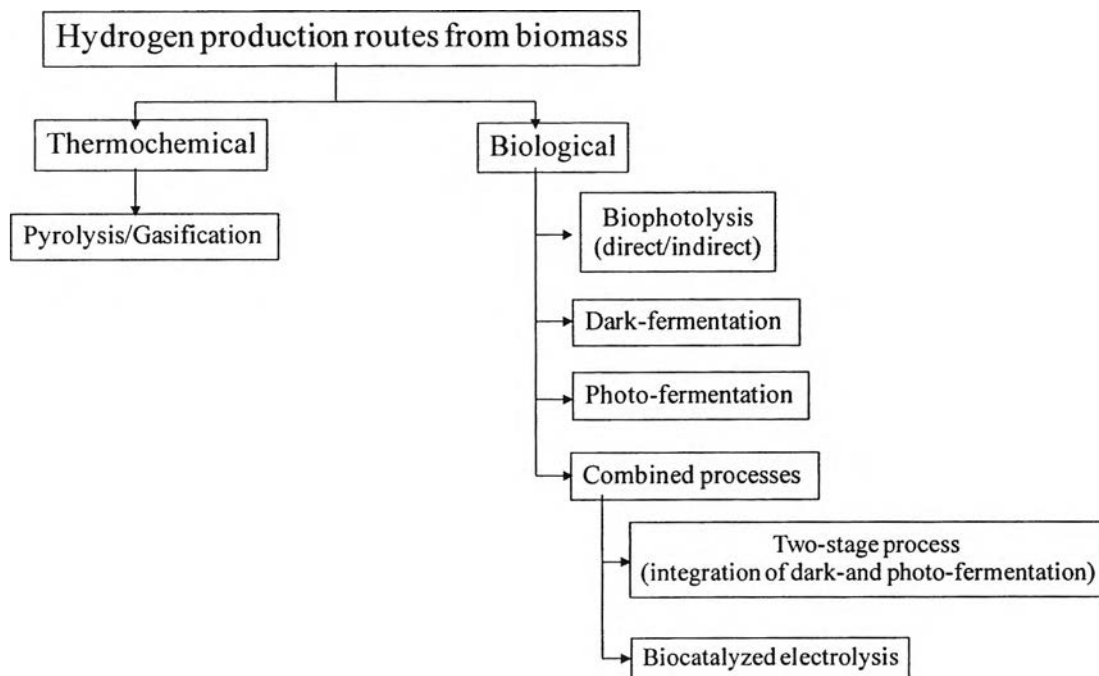 Hydrogen production routes from biomass
Thermochemical
Biological
Pyrolysis/Gasification
Biophotolysis
(direct/indirect)
Dark-fermentation
Photo-fermentation
Combined processes
Two-stage process
(integration of dark-and photo-fermentation)
Biocatalyzed electrolysis